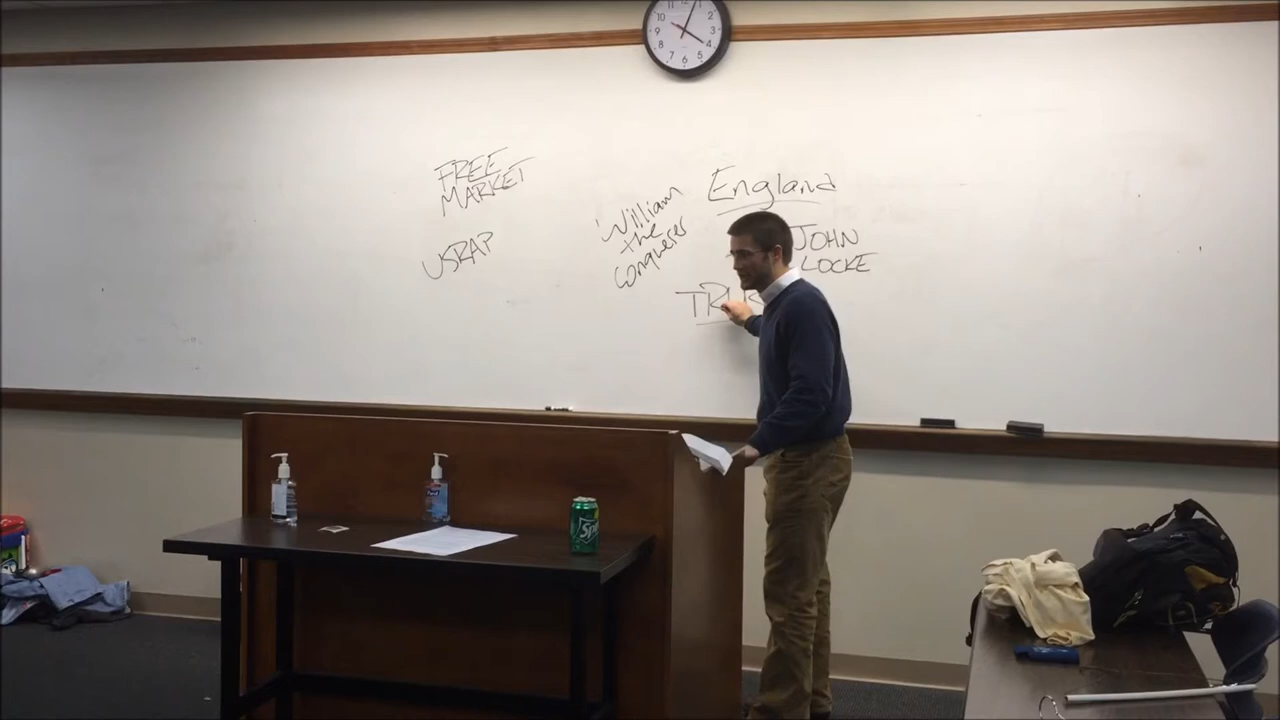 FREE
MARKET
USRAP
William
the
Conquerer
England
JOHN
LOCKE